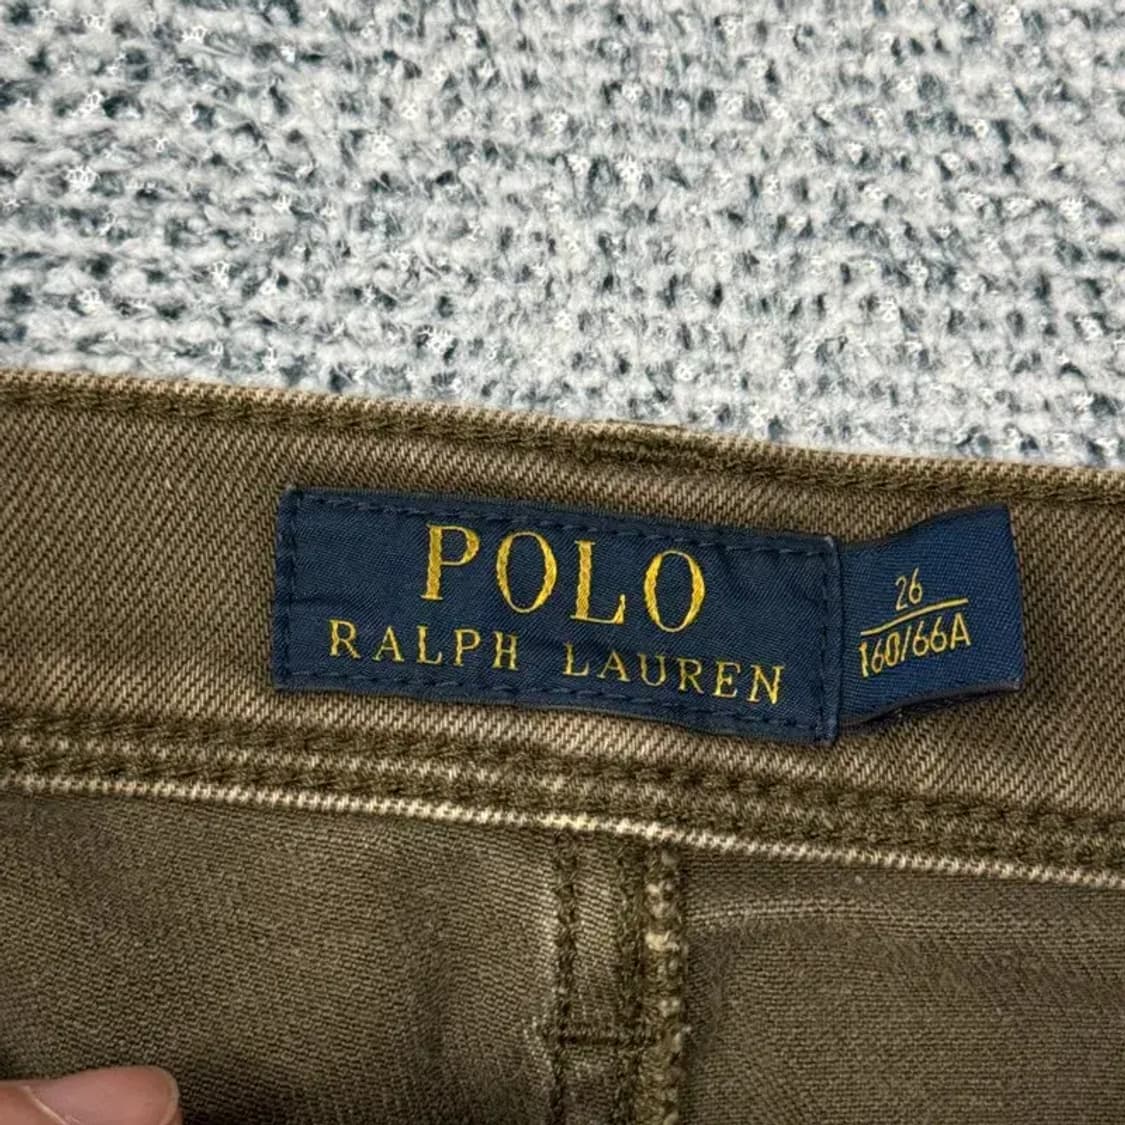 POLO
RALPH LAUREN
26
160/66A